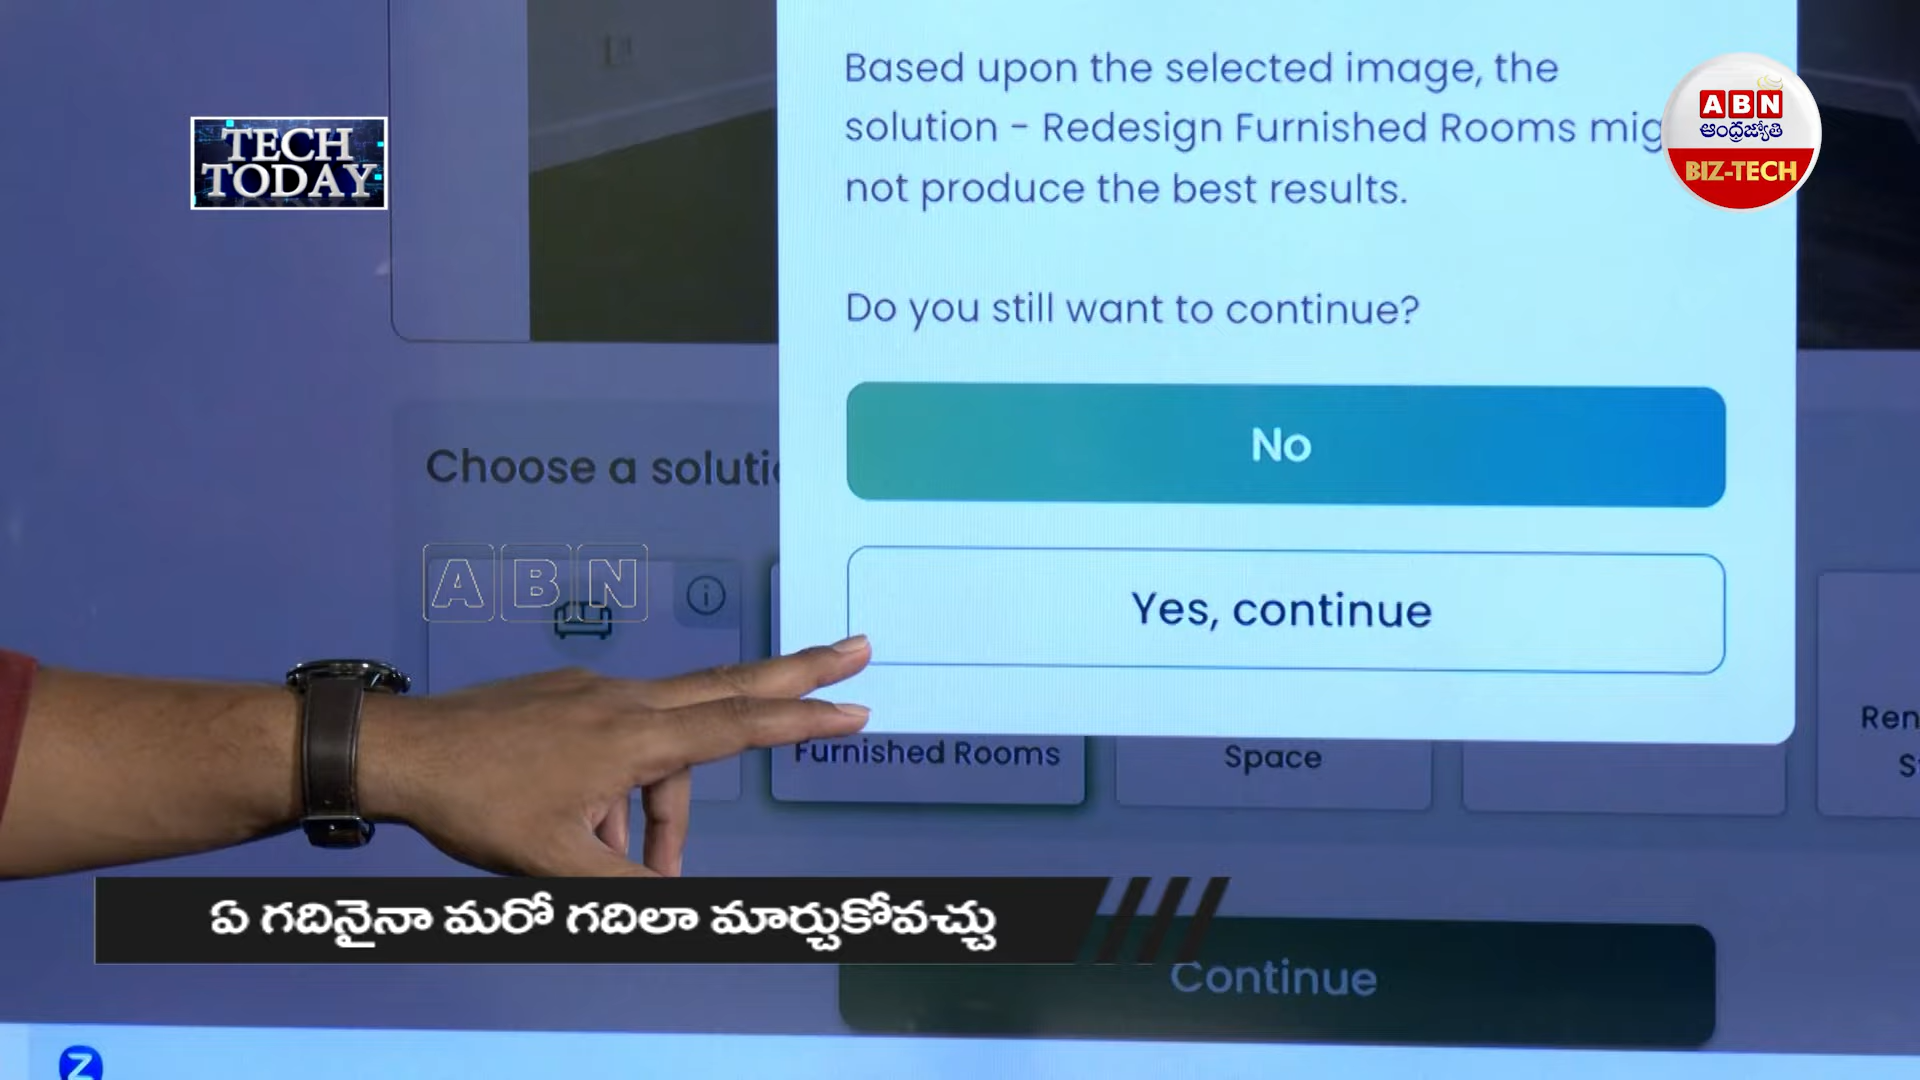 Based upon the selected image, the
solution - Redesign Furnished Rooms mig
not produce the best results.
Do you still want to continue?
No
Yes, continue
TECH
TODAY
ABN
ఆంధ్రజ్యోతి
BIZ-TECH
Choose a soluti
ABN
Furnished Rooms
Space
Ren
S
ఏ గదినైనా మరో గదిలా మార్చుకోవచ్చు
Continue
Z